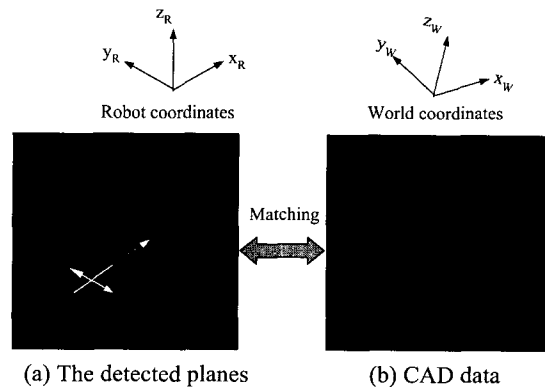 z_R
y_R
x_R
Robot coordinates
z_W
y_W
x_W
World coordinates
Matching
(a) The detected planes
(b) CAD data